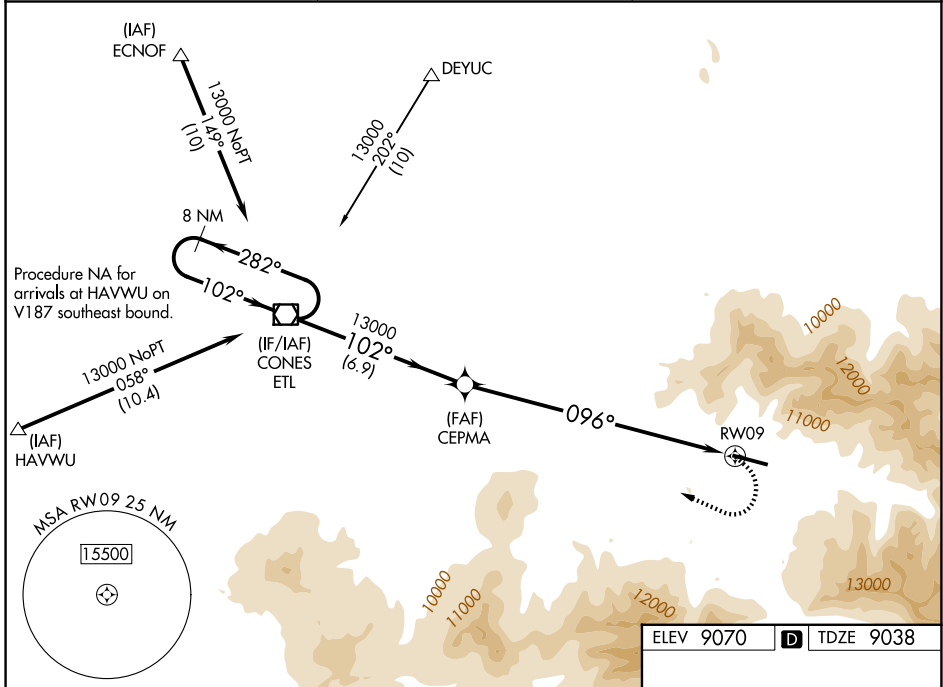 (IAF)
ECNOF
13000 NoPT
149°
(10)
DEYUC
13000
202°
(10)
8 NM
282°
102°
Procedure NA for
arrivals at HAVWU on
V187 southeast bound.
(IF/IAF)
CONES
ETL
13000
102°
(6.9)
13000 NoPT
058°
(10.4)
(IAF)
HAVWU
(FAF)
CEPMA
096°
RW09
10000
12000
11000
MSA RW09 25 NM
15500
10000
11000
12000
13000
ELEV 9070 D TDZE 9038